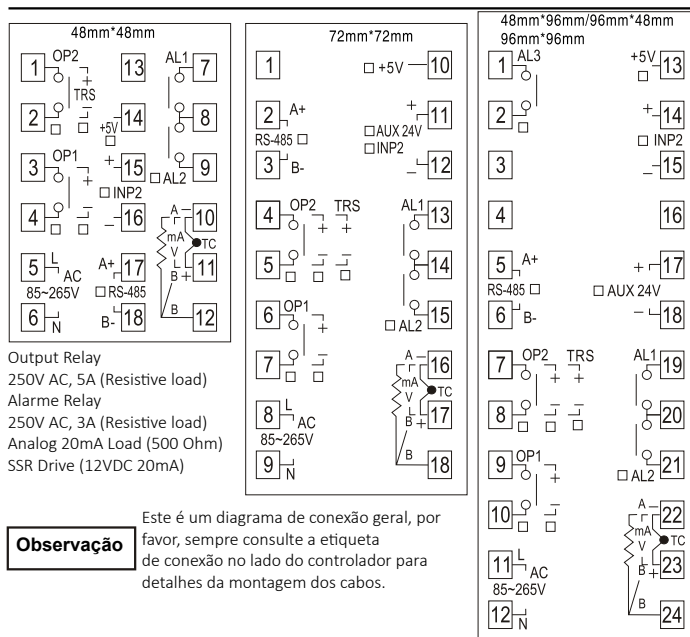 48mm*48mm
1 OP2 + 13 AL1 7
TRS
2 — — +5V 14 8
3 OP1 + + 15 9
INP2 AL2
4 — — 16 A — 10
mA TC
V
5 L AC A+ 17 B + 11
85~265V RS-485
6 N B- 18 B 12
72mm*72mm
1 +5V 10
2 A+ + 11
RS-485 AUX 24V
INP2
3 B- — 12
4 OP2 TRS AL1 13
+ +
5 — — 14
6 OP1 + 15
AL2
7 — A — 16
mA TC
V
8 L AC B + 17
85~265V
9 N B 18
48mm*96mm/96mm*48mm
96mm*96mm
1 AL3 +5V 13
2 + 14
INP2
3 — 15
4 16
5 A+ + 17
RS-485 AUX 24V
6 B- — 18
7 OP2 TRS AL1 19
+ +
8 — — 20
9 OP1 + 21
AL2
10 — A — 22
mA TC
V
11 L AC B + 23
85~265V
12 N B 24
Output Relay
250V AC, 5A (Resistive load)
Alarme Relay
250V AC, 3A (Resistive load)
Analog 20mA Load (500 Ohm)
SSR Drive (12VDC 20mA)
Observação
Este é um diagrama de conexão geral, por
favor, sempre consulte a etiqueta
de conexão no lado do controlador para
detalhes da montagem dos cabos.